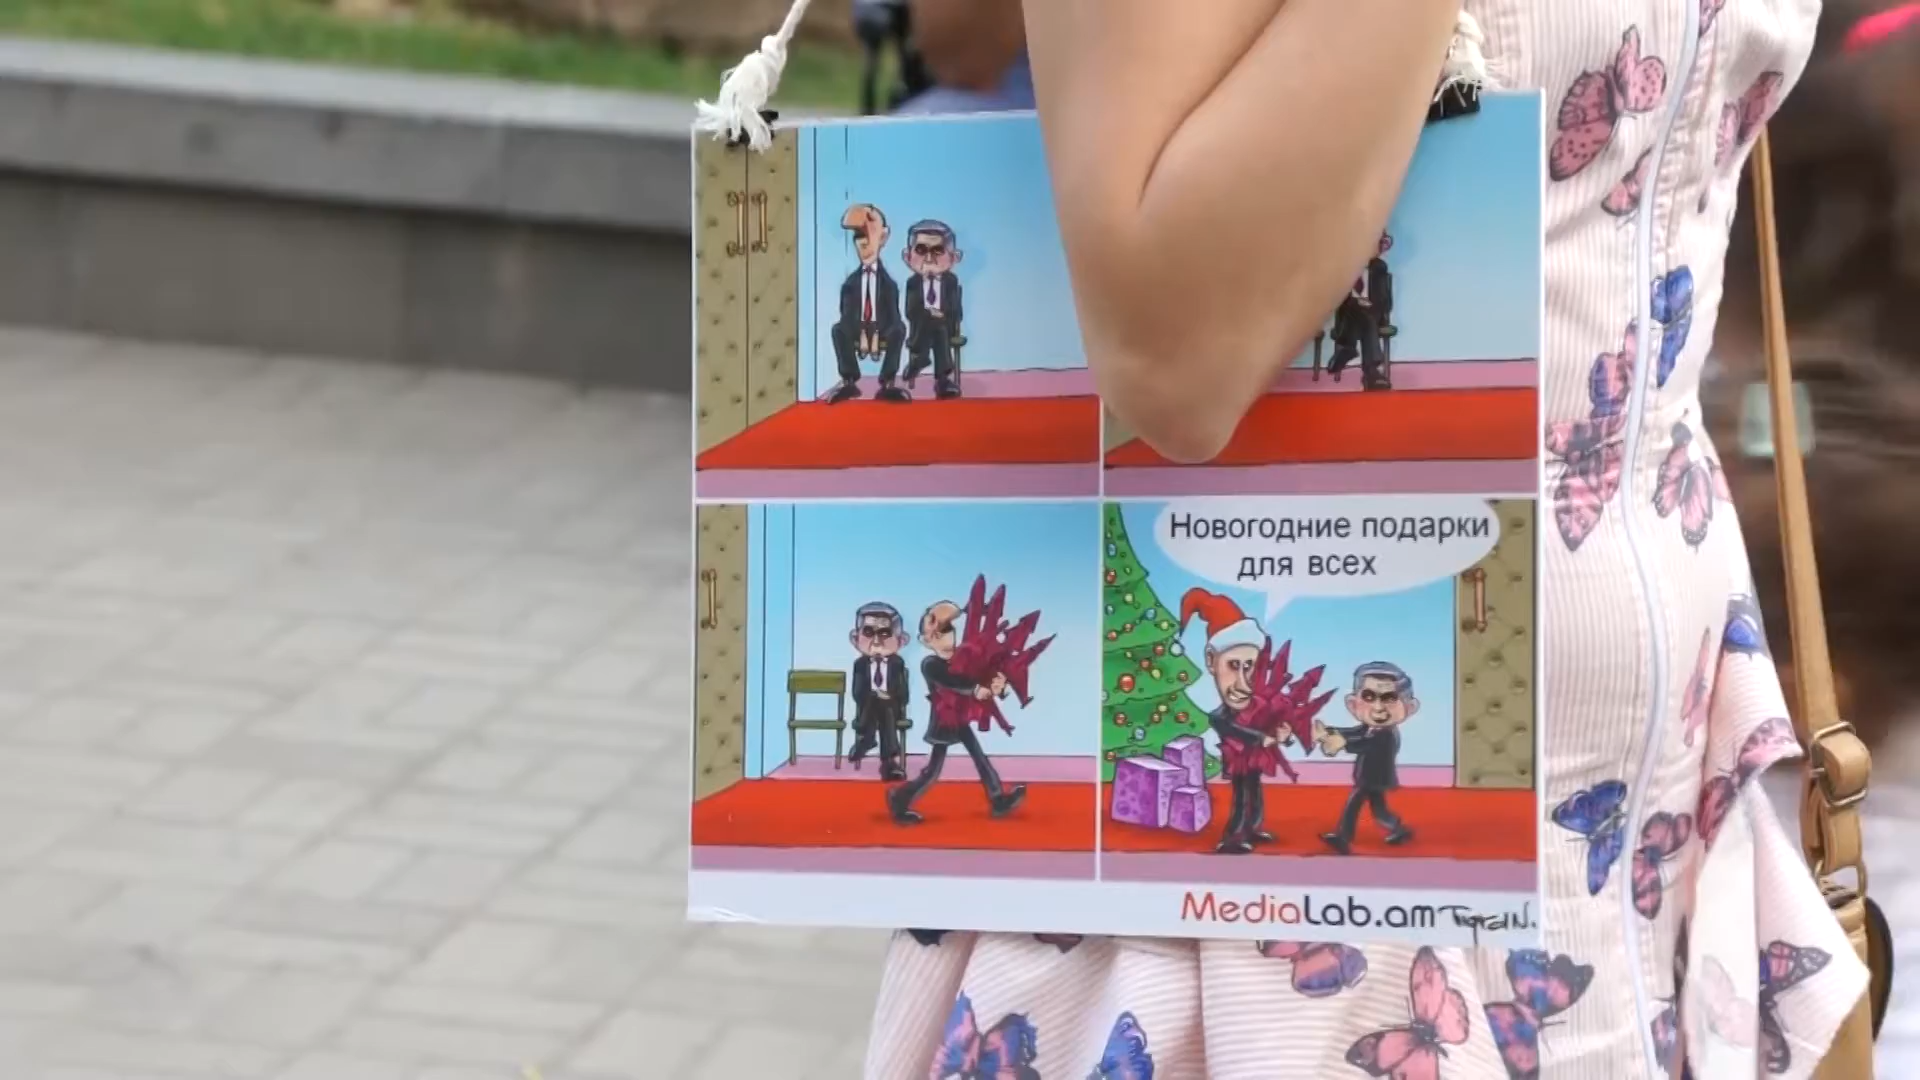 Новогодние подарки
для всех
MediaLab.am